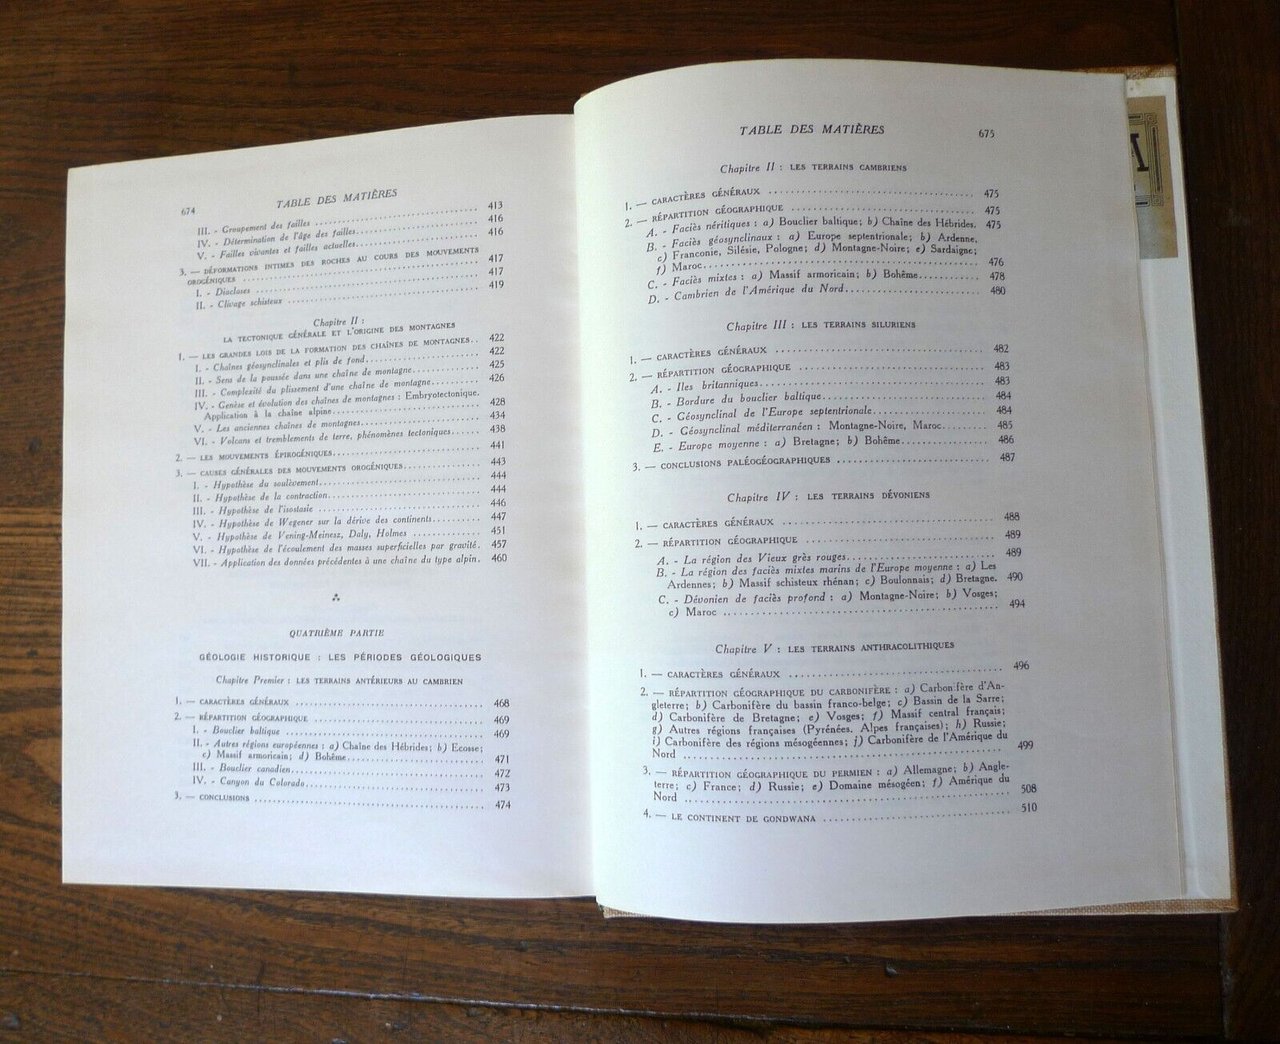 674
TABLE DES MATIÈRES
III. - Groupement des failles 413
IV. - Détermination de l'âge des failles 416
V. - Failles vivantes et failles actuelles 416
3. — DÉFORMATIONS INTIMES DES ROCHES AU COURS DES MOUVEMENTS
OROGÉNIQUES 417
I. - Diaclases 417
II. - Clivage schisteux 419
Chapitre II :
LA TECTONIQUE GÉNÉRALE ET L'ORIGINE DES MONTAGNES
1. — LES GRANDES LOIS DE LA FORMATION DES CHAÎNES DE MONTAGNES 422
I. - Chaînes géosynclinales et plis de fond 422
II. - Sens de la poussée dans une chaîne de montagne 425
III. - Complexité du plissement d'une chaîne de montagne 426
IV. - Genèse et évolution des chaînes de montagnes : Embryotectonique.
Application à la chaîne alpine 428
V. - Les anciennes chaînes de montagnes 434
VI. - Volcans et tremblements de terre, phénomènes tectoniques 438
2. — LES MOUVEMENTS ÉPIROGÉNIQUES 441
3. — CAUSES GÉNÉRALES DES MOUVEMENTS OROGÉNIQUES 443
I. - Hypothèse du soulèvement 444
II. - Hypothèse de la contraction 444
III. - Hypothèse de l'isostasie 446
IV. - Hypothèse de Wegener sur la dérive des continents 447
V. - Hypothèse de Vening-Meinesz, Daly, Holmes 451
VI. - Hypothèse de l'écoulement des masses superficielles par gravité. 457
VII. - Application des données précédentes à une chaîne du type alpin. 460
QUATRIÈME PARTIE
GÉOLOGIE HISTORIQUE : LES PÉRIODES GÉOLOGIQUES
Chapitre Premier : LES TERRAINS ANTÉRIEURS AU CAMBRIEN
1. — CARACTÈRES GÉNÉRAUX 468
2. — RÉPARTITION GÉOGRAPHIQUE 469
I. - Bouclier baltique 469
II. - Autres régions européennes : a) Chaîne des Hébrides; b) Ecosse;
c) Massif armoricain; d) Bohême 471
III. - Bouclier canadien 472
IV. - Canyon du Colorado 473
3. — CONCLUSIONS 474
TABLE DES MATIÈRES 675
Chapitre II : LES TERRAINS CAMBRIENS
1. — CARACTÈRES GÉNÉRAUX 475
2. — RÉPARTITION GÉOGRAPHIQUE 475
A. - Faciès néritiques : a) Bouclier baltique; b) Chaîne des Hébrides. 475
B. - Faciès géosynclinaux : a) Europe septentrionale; b) Ardenne,
c) Franconie, Silésie, Pologne; d) Montagne-Noire; e) Sardaigne;
f) Maroc 476
C. - Faciès mixtes : a) Massif armoricain; b) Bohême 478
D. - Cambrien de l'Amérique du Nord 480
Chapitre III : LES TERRAINS SILURIENS
1. — CARACTÈRES GÉNÉRAUX 482
2. — RÉPARTITION GÉOGRAPHIQUE 483
A. - Iles britanniques 483
B. - Bordure du bouclier baltique 484
C. - Géosynclinal de l'Europe septentrionale 484
D. - Géosynclinal méditerranéen : Montagne-Noire, Maroc 485
E. - Europe moyenne : a) Bretagne; b) Bohême 486
3. — CONCLUSIONS PALÉOGÉOGRAPHIQUES 487
Chapitre IV : LES TERRAINS DÉVONIENS
1. — CARACTÈRES GÉNÉRAUX 488
2. — RÉPARTITION GÉOGRAPHIQUE 489
A. - La région des Vieux grès rouges 489
B. - La région des faciès mixtes marins de l'Europe moyenne : a) Les
Ardennes; b) Massif schisteux rhénan; c) Boulonnais; d) Bretagne. 490
C. - Dévonien de faciès profond : a) Montagne-Noire; b) Vosges;
c) Maroc 494
Chapitre V : LES TERRAINS ANTHRACOLITHIQUES
1. — CARACTÈRES GÉNÉRAUX 496
2. — RÉPARTITION GÉOGRAPHIQUE DU CARBONIFÈRE : a) Carbonifère d'An-
gleterre; b) Carbonifère du bassin franco-belge; c) Bassin de la Sarre;
d) Carbonifère de Bretagne; e) Vosges; f) Massif central français;
g) Autres régions françaises (Pyrénées. Alpes françaises); h) Russie;
i) Carbonifère des régions mésogéennes; j) Carbonifère de l'Amérique du
Nord 499
3. — RÉPARTITION GÉOGRAPHIQUE DU PERMIEN : a) Allemagne; b) Angle-
terre; c) France; d) Russie; e) Domaine mésogéen; f) Amérique du
Nord 508
4. — LE CONTINENT DE GONDWANA 510
A